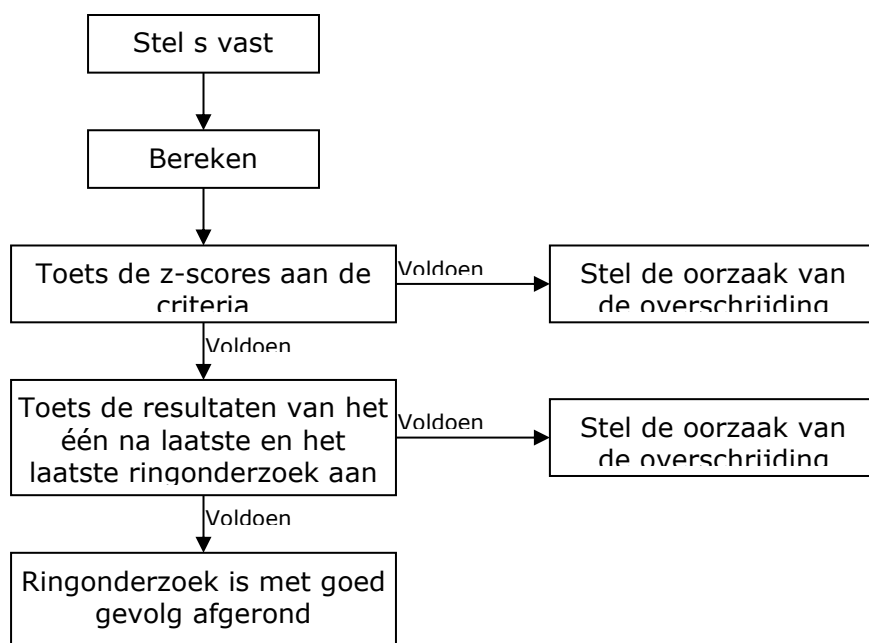 Stel s vast
Bereken
Toets de z-scores aan de
criteria
Voldoen
Stel de oorzaak van
de overschrijding
Voldoen
Toets de resultaten van het
één na laatste en het
laatste ringonderzoek aan
Voldoen
Stel de oorzaak van
de overschrijding
Voldoen
Ringonderzoek is met goed
gevolg afgerond